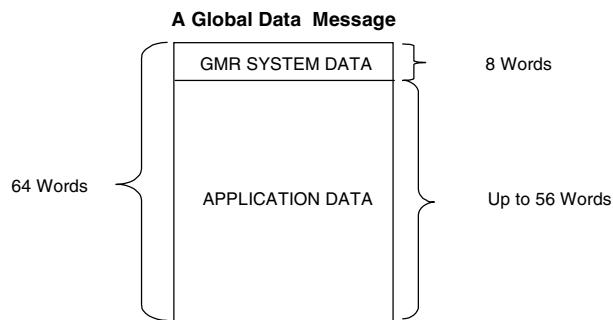 A Global Data Message
GMR SYSTEM DATA
8 Words
64 Words
APPLICATION DATA
Up to 56 Words